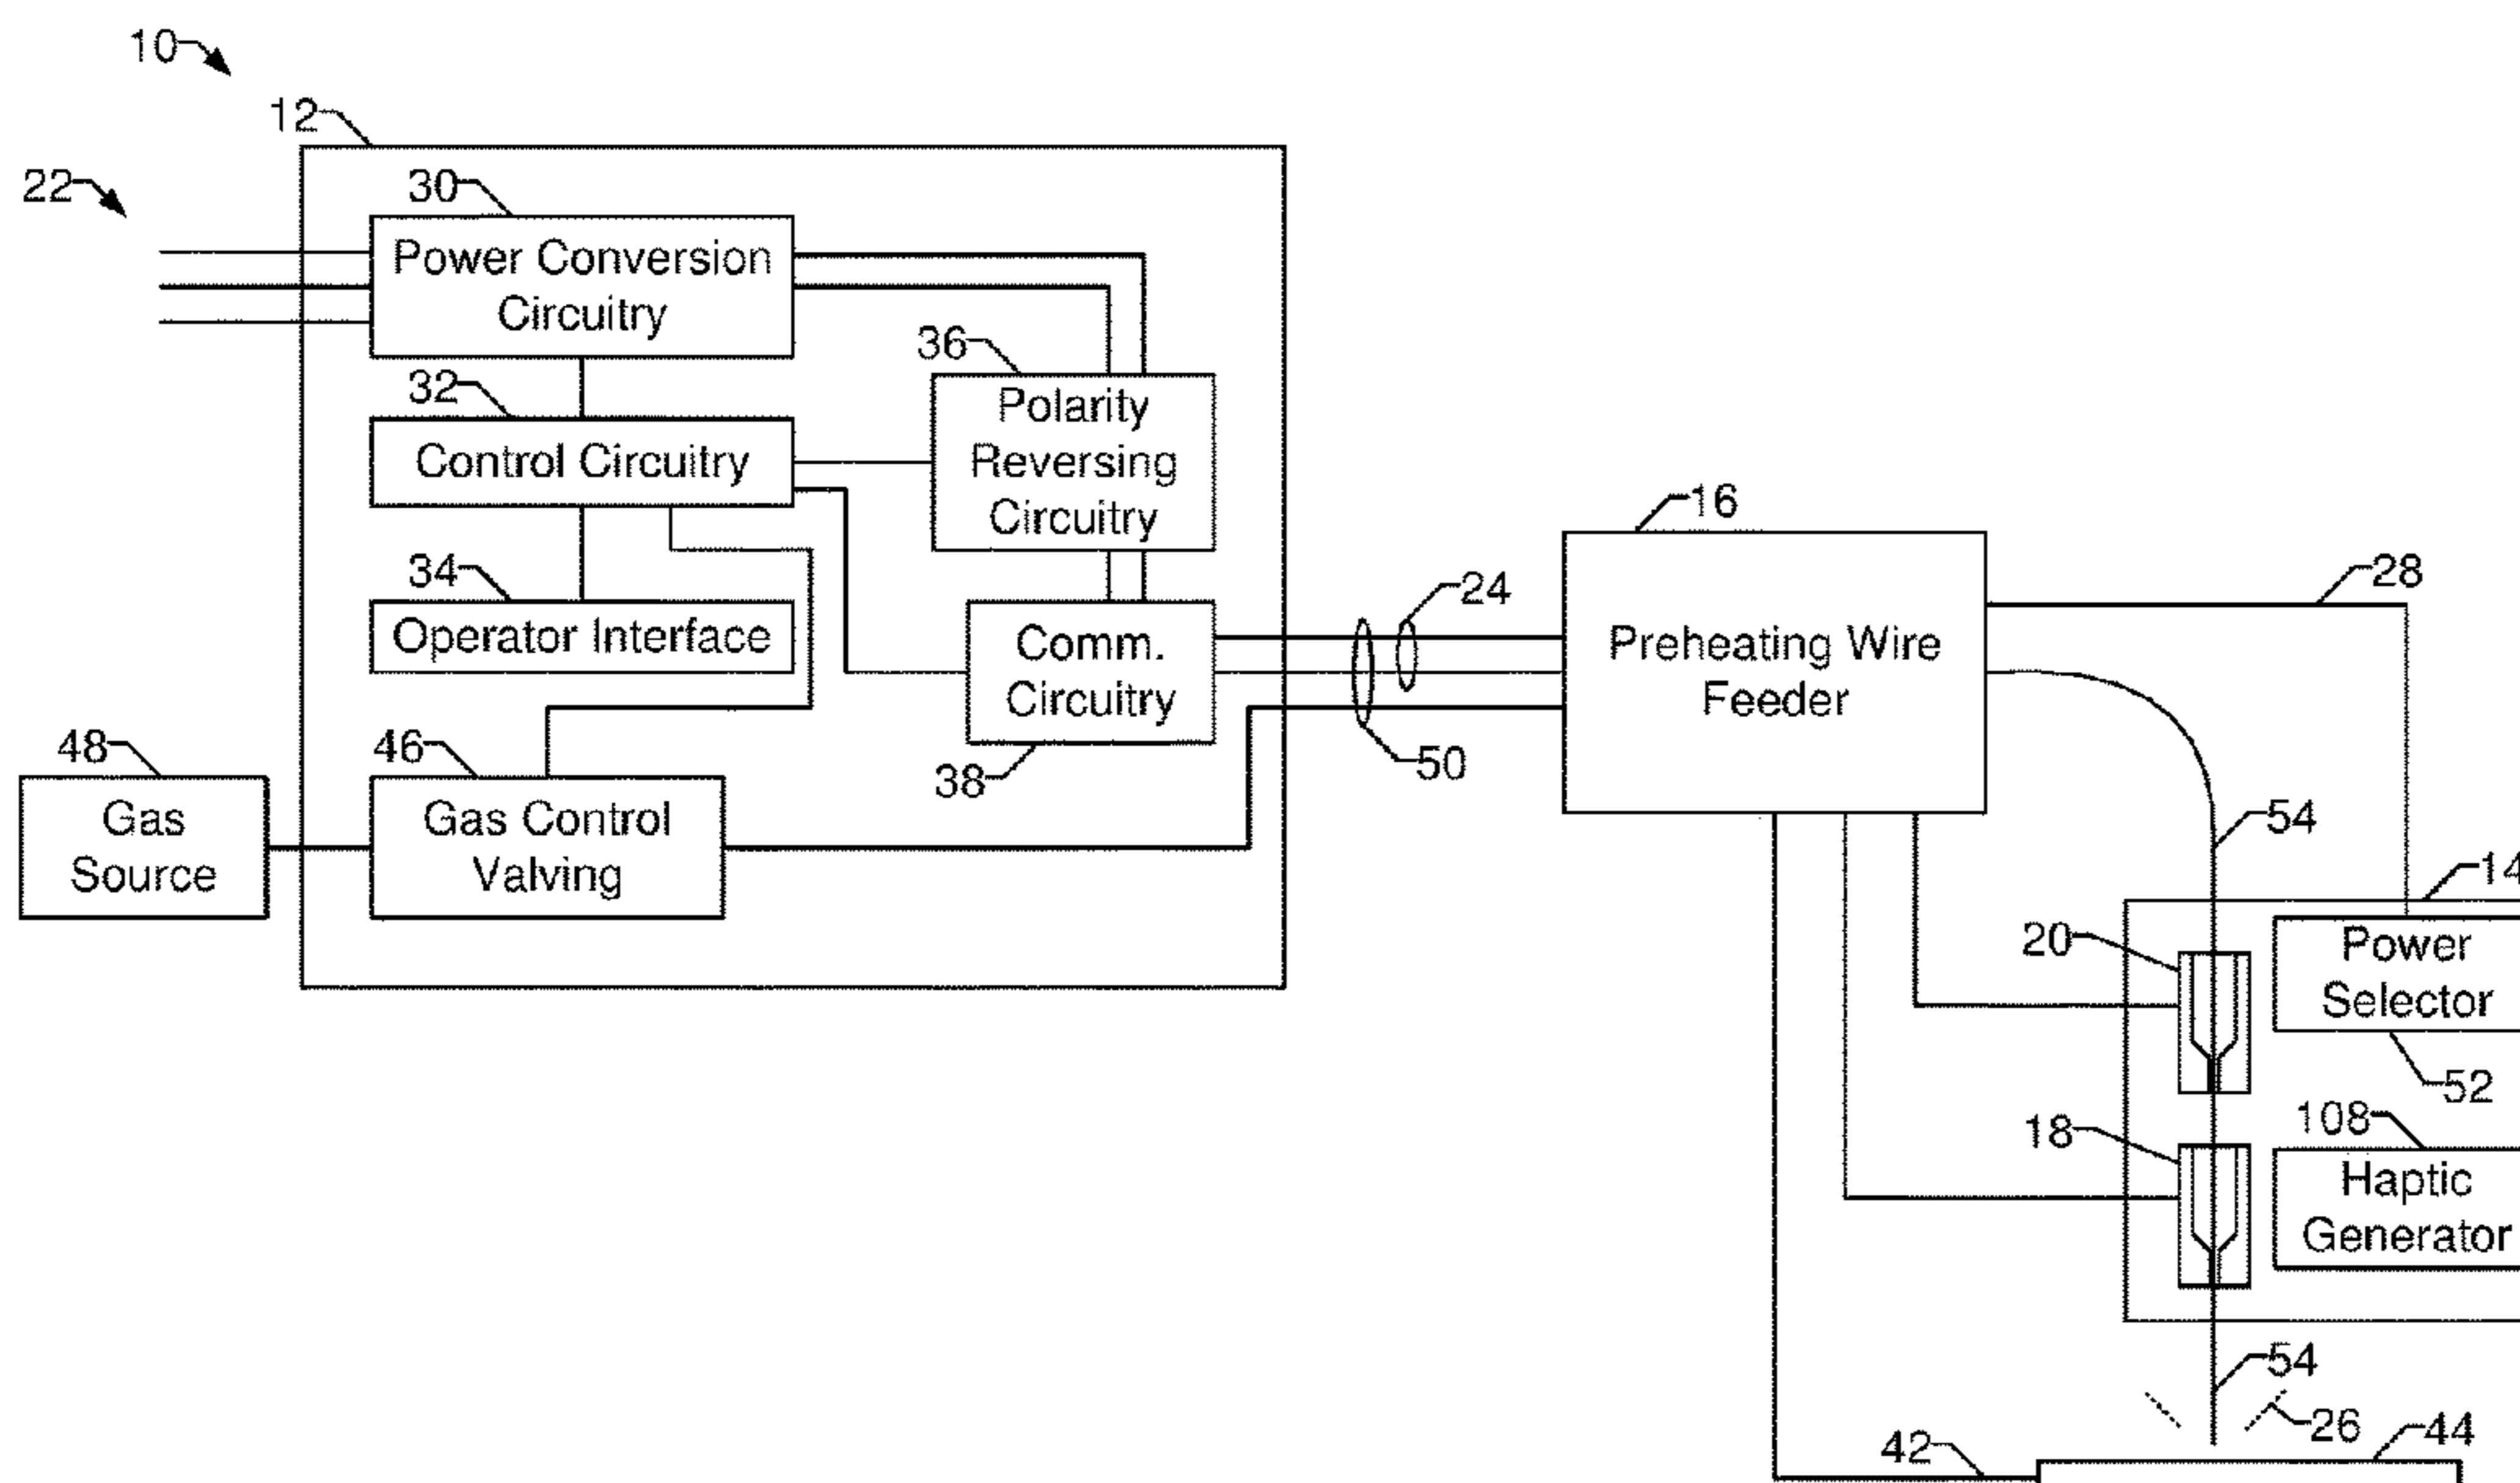 10
12
22
30
Power Conversion
Circuitry
36
32
Polarity
Reversing
Circuitry
Control Circuitry
16
34
24
28
Operator Interface
Comm.
Circuitry
Preheating Wire
Feeder
48
46
38
50
Gas
Source
Gas Control
Valving
54
14
20
Power
Selector
52
18
108
Haptic
Generator
54
26
44
42